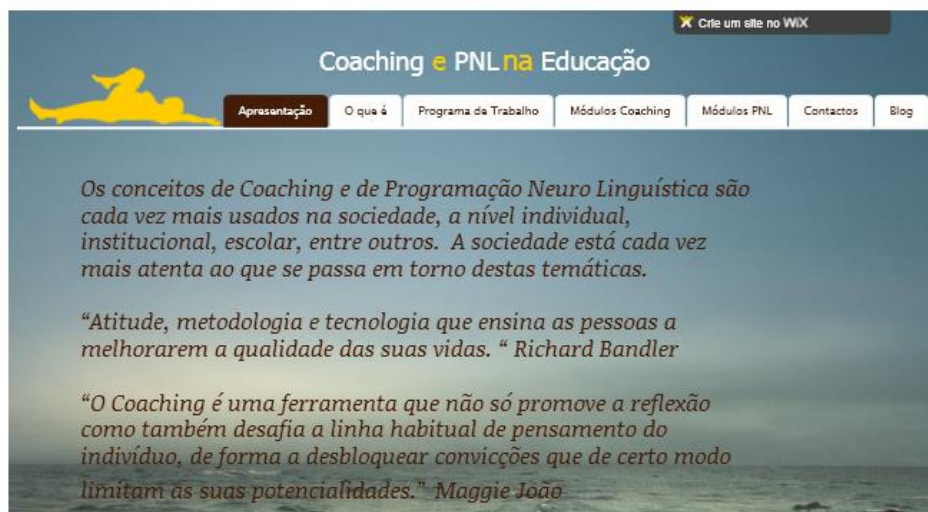 Crie um site no WiX
Coaching e PNL na Educação
Apresentação
O que é
Programa de Trabalho
Módulos Coaching
Módulos PNL
Contactos
Blog
Os conceitos de Coaching e de Programação Neuro Linguística são
cada vez mais usados na sociedade, a nível individual,
institucional, escolar, entre outros. A sociedade está cada vez
mais atenta ao que se passa em torno destas temáticas.
“Atitude, metodologia e tecnologia que ensina as pessoas a
melhorarem a qualidade das suas vidas. “ Richard Bandler
“O Coaching é uma ferramenta que não só promove a reflexão
como também desafia a linha habitual de pensamento do
indivíduo, de forma a desbloquear convicções que de certo modo
limitam as suas potencialidades.” Maggie João